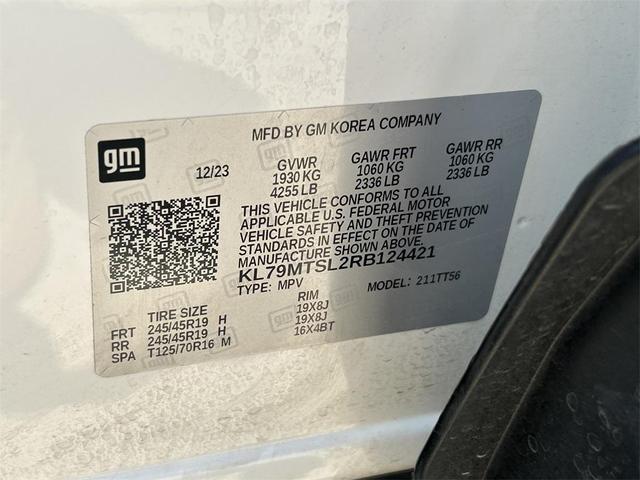 MFD BY GM KOREA COMPANY
gm
12/23
GVWR
1930 KG
4255 LB
GAWR FRT
1060 KG
2336 LB
GAWR RR
1060 KG
2336 LB
THIS VEHICLE CONFORMS TO ALL
APPLICABLE U.S. FEDERAL MOTOR
VEHICLE SAFETY AND THEFT PREVENTION
STANDARDS IN EFFECT ON THE DATE OF
MANUFACTURE SHOWN ABOVE.
KL79MTSL2RB124421
TYPE: MPV
MODEL: 211TT56
TIRE SIZE
RIM
FRT 245/45R19 H 19X8J
RR 245/45R19 H 19X8J
SPA T125/70R16 M 16X4BT